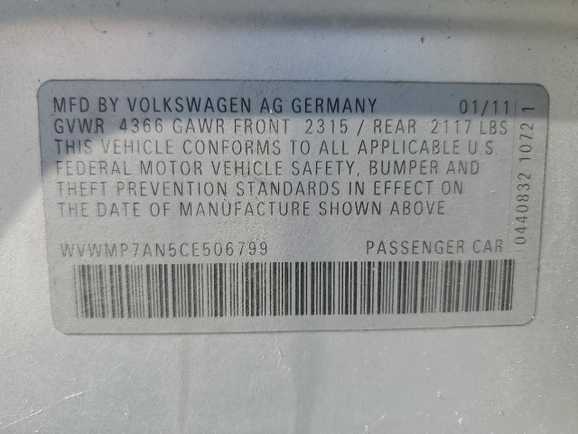 MFD BY VOLKSWAGEN AG GERMANY 01/11
GVWR 4366 GAWR FRONT 2315 / REAR 2117 LBS
THIS VEHICLE CONFORMS TO ALL APPLICABLE U.S.
FEDERAL MOTOR VEHICLE SAFETY, BUMPER AND
THEFT PREVENTION STANDARDS IN EFFECT ON
THE DATE OF MANUFACTURE SHOWN ABOVE
WVWMP7AN5CE506799 PASSENGER CAR
0440832 1072 1